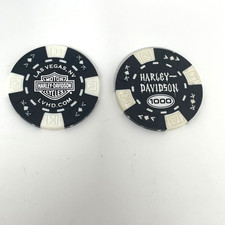 LAS VEGAS, NV
MOTOR
HARLEY-DAVIDSON
CYCLES
LVHD.COM
HARLEY-
DAVIDSON
1000